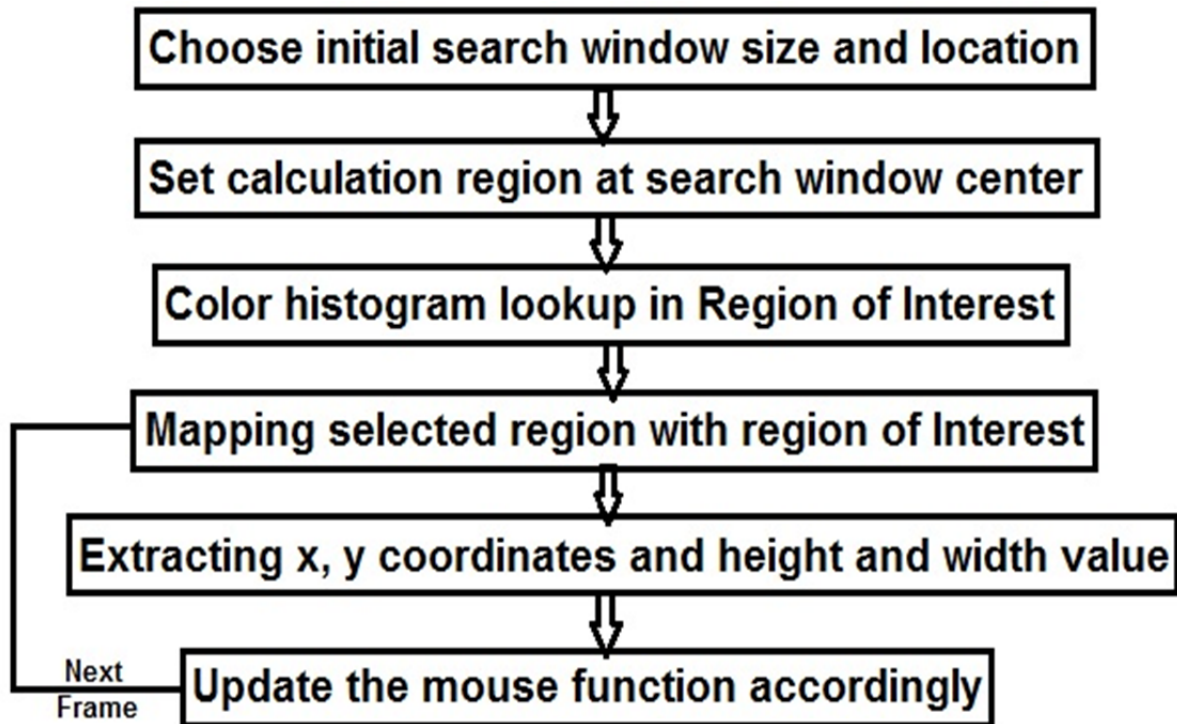 Choose initial search window size and location
Set calculation region at search window center
Color histogram lookup in Region of Interest
Mapping selected region with region of Interest
Extracting x, y coordinates and height and width value
Next
Frame
Update the mouse function accordingly